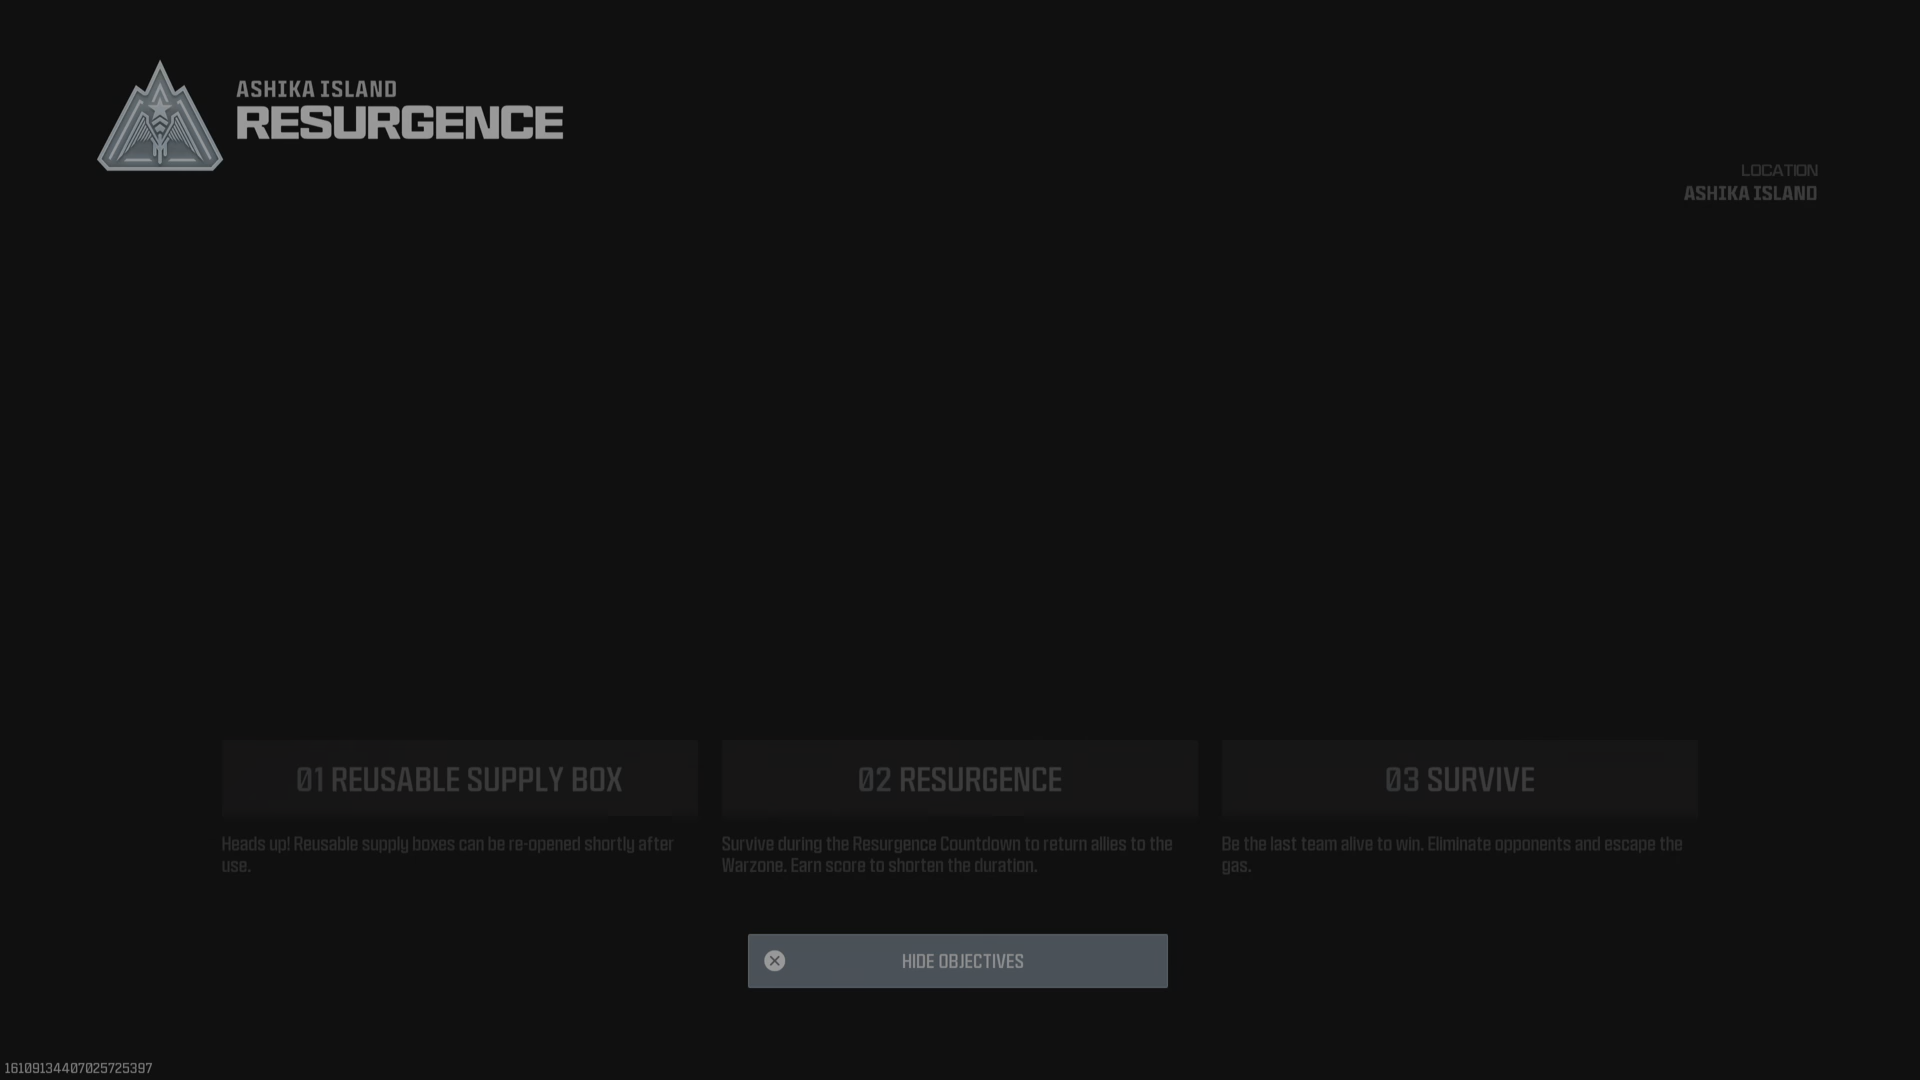 ASHIKA ISLAND
RESURGENCE
LOCATION
ASHIKA ISLAND
01 REUSABLE SUPPLY BOX
Heads up! Reusable supply boxes can be re-opened shortly after
use.
02 RESURGENCE
Survive during the Resurgence Countdown to return allies to the
Warzone. Earn score to shorten the duration.
03 SURVIVE
Be the last team alive to win. Eliminate opponents and escape the
gas.
HIDE OBJECTIVES
16109134407025725397